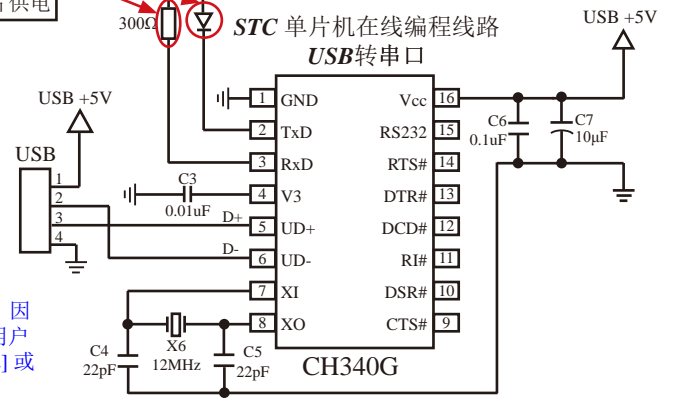 供电
300Ω
STC 单片机在线编程线路
USB转串口
USB +5V
USB +5V
USB
1
2
3
4
1 GND
2 TxD
3 RxD
4 V3
5 UD+
6 UD-
7 XI
8 XO
Vcc 16
RS232 15
RTS# 14
DTR# 13
DCD# 12
RI# 11
DSR# 10
CTS# 9
C6
0.1uF
C7
10μF
C3
0.01uF
D+
D-
C4
22pF
X6
12MHz
C5
22pF
CH340G
因
用户
] 或